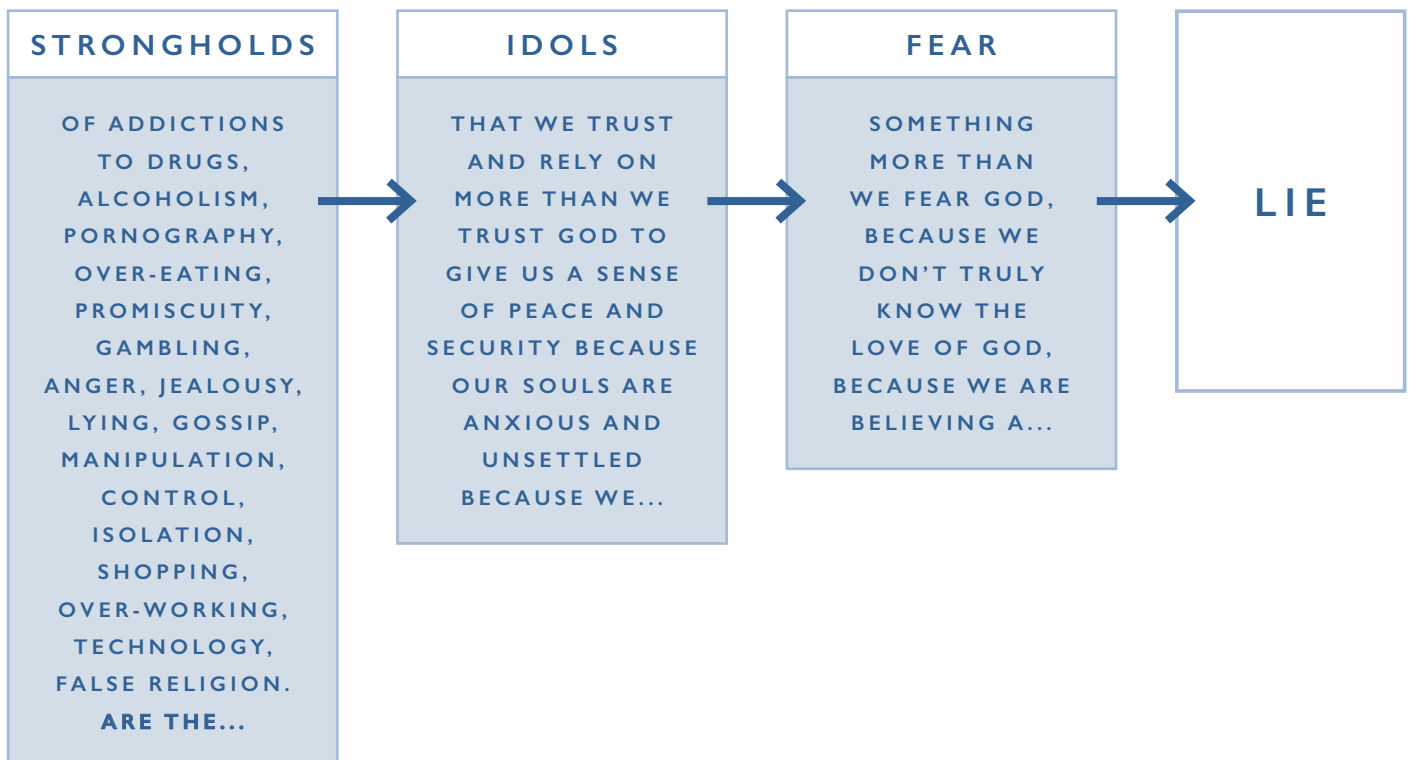 STRONGHOLDS
OF ADDICTIONS
TO DRUGS,
ALCOHOLISM,
PORNOGRAPHY,
OVER-EATING,
PROMISCUITY,
GAMBLING,
ANGER, JEALOUSY,
LYING, GOSSIP,
MANIPULATION,
CONTROL,
ISOLATION,
SHOPPING,
OVER-WORKING,
TECHNOLOGY,
FALSE RELIGION.
ARE THE...
IDOLS
THAT WE TRUST
AND RELY ON
MORE THAN WE
TRUST GOD TO
GIVE US A SENSE
OF PEACE AND
SECURITY BECAUSE
OUR SOULS ARE
ANXIOUS AND
UNSETTLED
BECAUSE WE...
FEAR
SOMETHING
MORE THAN
WE FEAR GOD,
BECAUSE WE
DON'T TRULY
KNOW THE
LOVE OF GOD,
BECAUSE WE ARE
BELIEVING A...
LIE